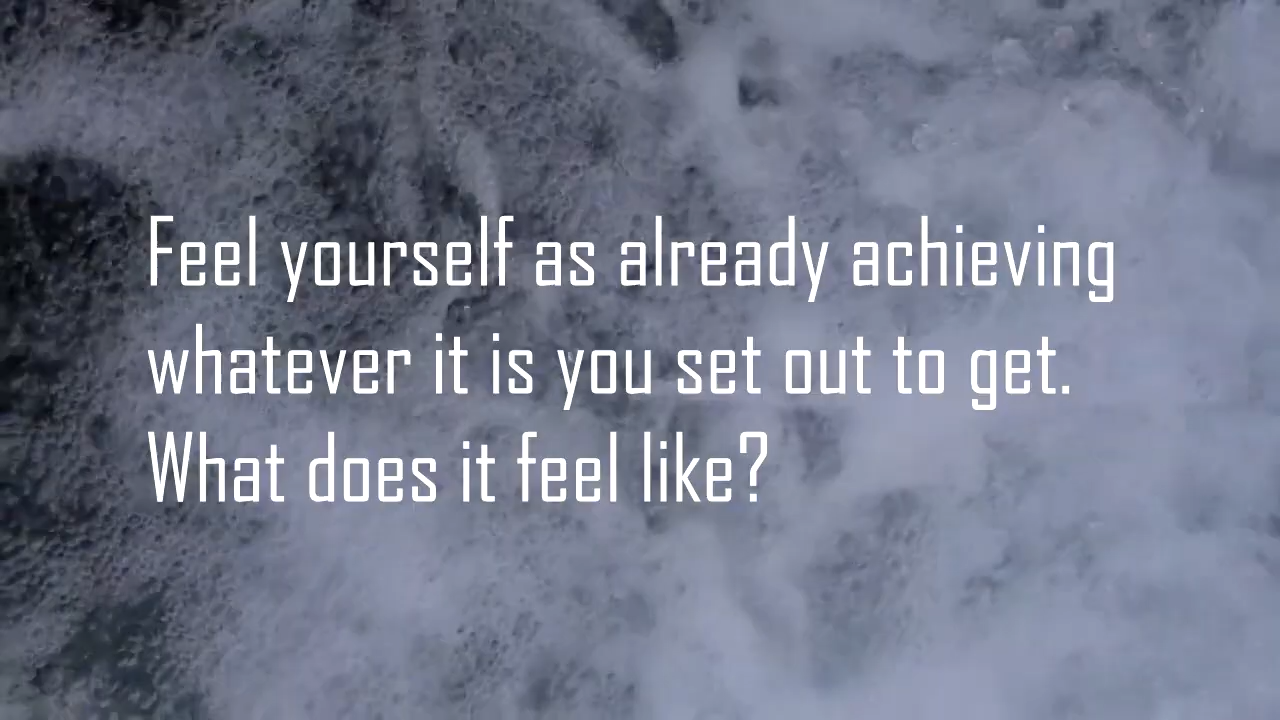 Feel yourself as already achieving
whatever it is you set out to get.
What does it feel like?